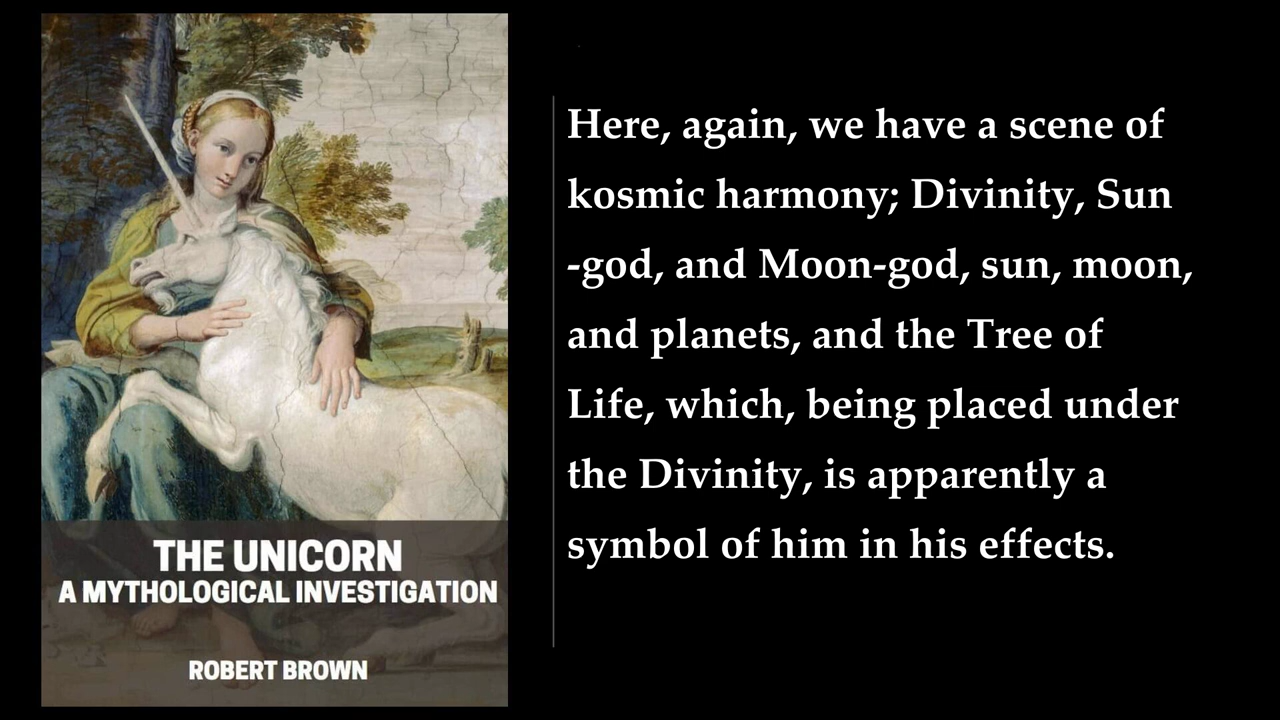 THE UNICORN
A MYTHOLOGICAL INVESTIGATION
ROBERT BROWN
Here, again, we have a scene of
kosmic harmony; Divinity, Sun
-god, and Moon-god, sun, moon,
and planets, and the Tree of
Life, which, being placed under
the Divinity, is apparently a
symbol of him in his effects.